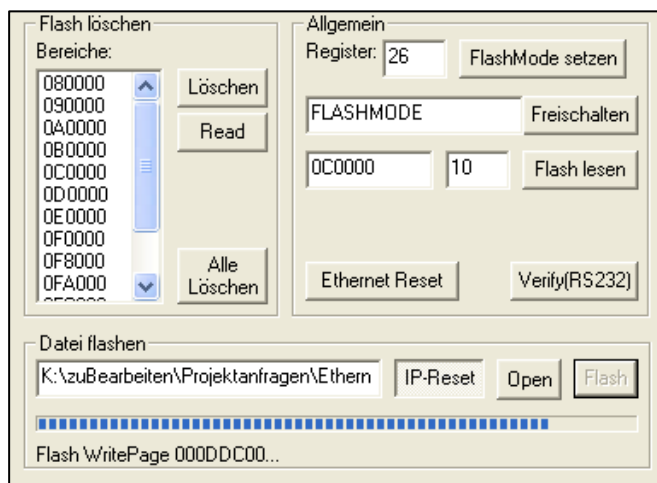 Flash löschen
Bereiche:
080000
090000
0A0000
0B0000
0C0000
0D0000
0E0000
0F0000
0F8000
0FA000
Löschen
Read
Alle
Löschen
Allgemein
Register: 26 FlashMode setzen
FLASHMODE Freischalten
0C0000 10 Flash lesen
Ethernet Reset Verify(RS232)
Datei flashen
K:\zuBearbeiten\Projektanfragen\Ethern IP-Reset Open Flash
Flash WritePage 000DDC00...